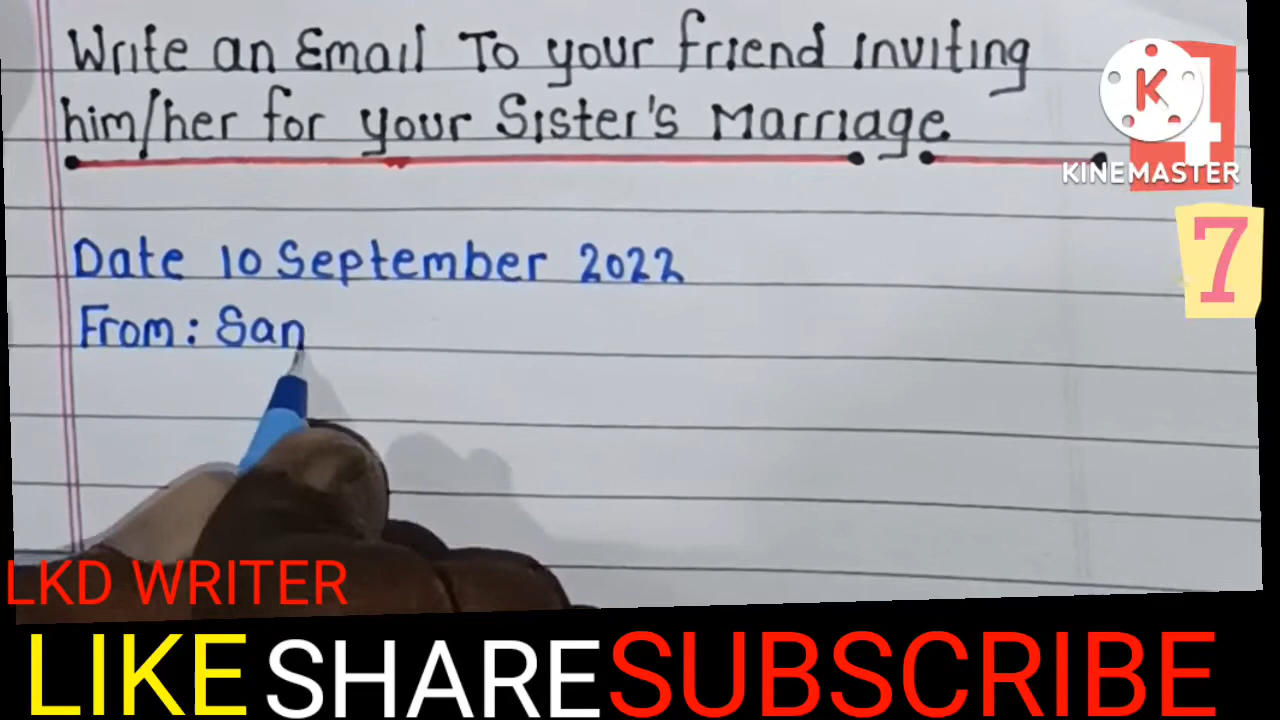 Write an Email To your friend inviting
him/her for your Sister's Marriage.
K
KINEMASTER
7
Date 10 September 2022
From: San
LKD WRITER
LIKE SHARE SUBSCRIBE